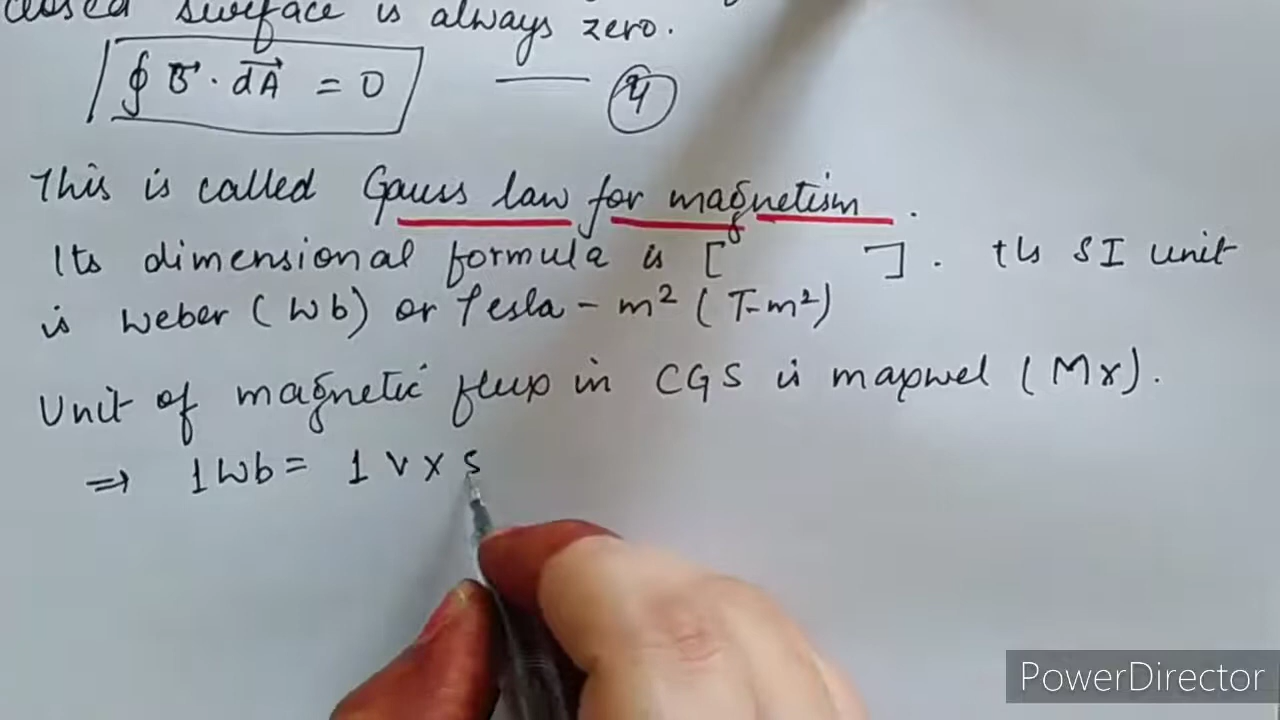 closed surface is always zero.
∮ B⃗ · dA⃗ = 0 —— 4
This is called Gauss law for magnetism.
Its dimensional formula is [ ]. Its SI unit
is weber (Wb) or Tesla - m² (T-m²)
Unit of magnetic flux in CGS is maxwel (Mx).
⇒ 1 Wb = 1 V x s
PowerDirector